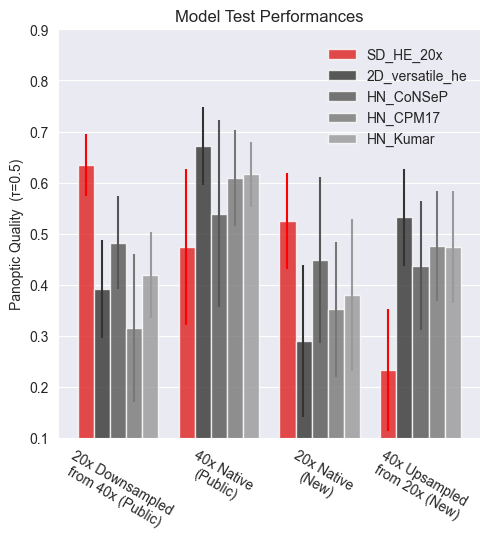 Model Test Performances
0.9
0.8
0.7
0.6
0.5
0.4
0.3
0.2
0.1
Panoptic Quality (τ=0.5)
SD_HE_20x
2D_versatile_he
HN_CoNSeP
HN_CPM17
HN_Kumar
20x Downsampled
from 40x (Public)
40x Native
(Public)
20x Native
(New)
40x Upsampled
from 20x (New)